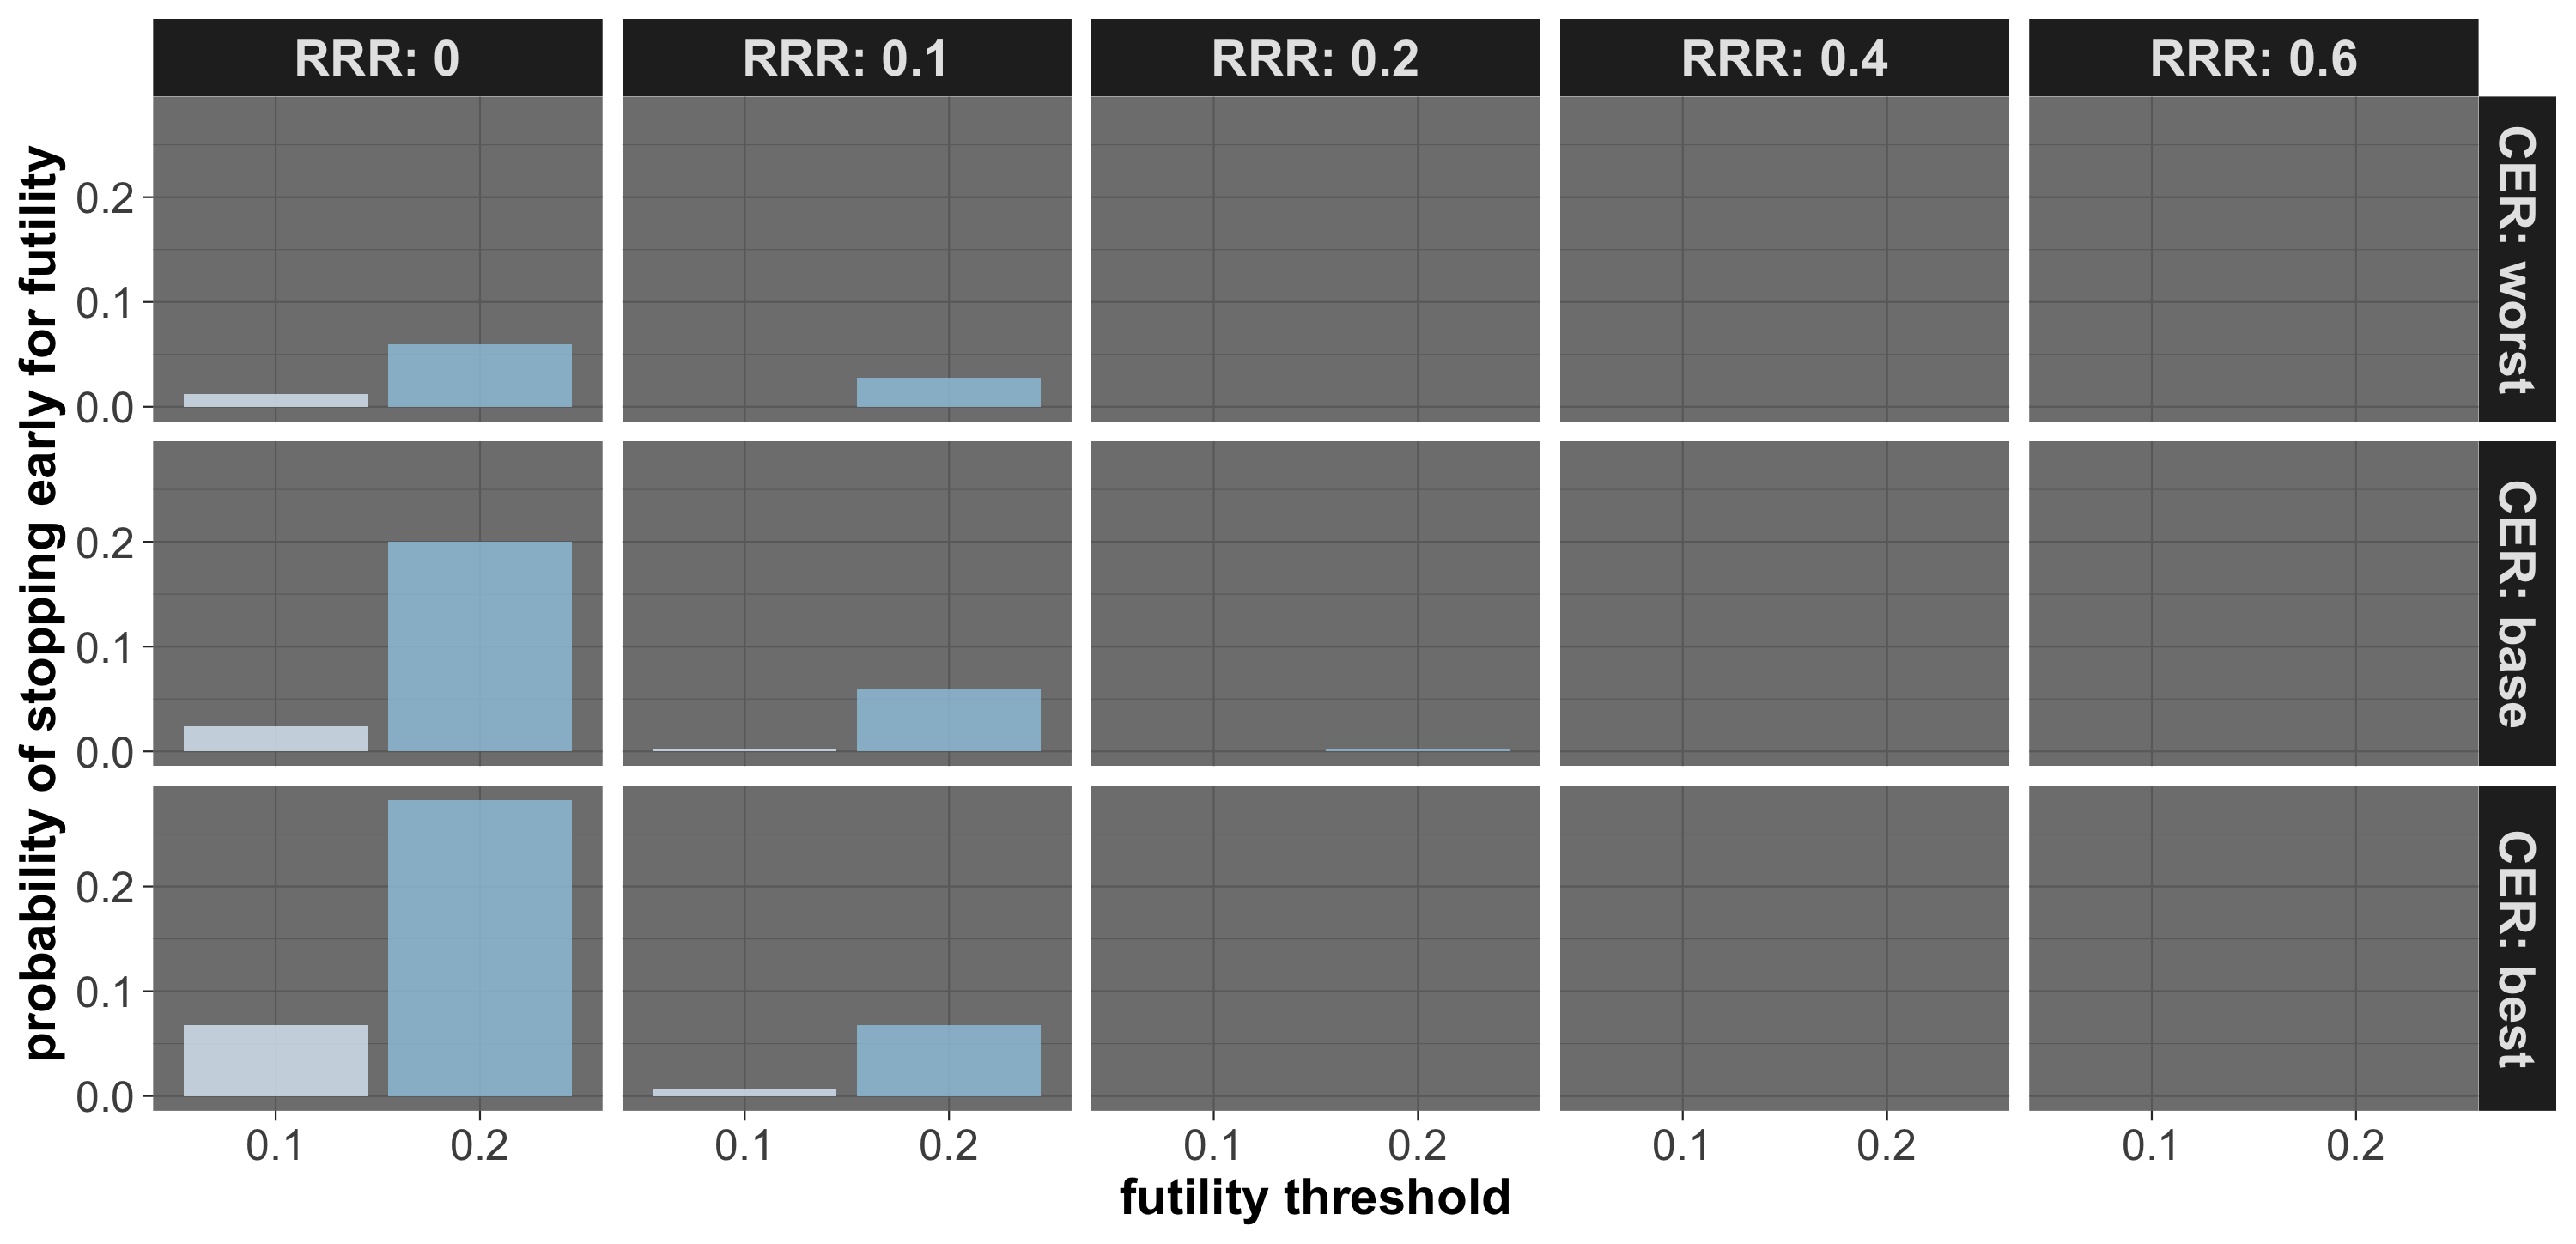 RRR: 0
RRR: 0.1
RRR: 0.2
RRR: 0.4
RRR: 0.6
probability of stopping early for futility
0.2
0.1
0.0
CER: worst
0.2
0.1
0.0
CER: base
0.2
0.1
0.0
CER: best
0.1 0.2 0.1 0.2 0.1 0.2 0.1 0.2 0.1 0.2
futility threshold